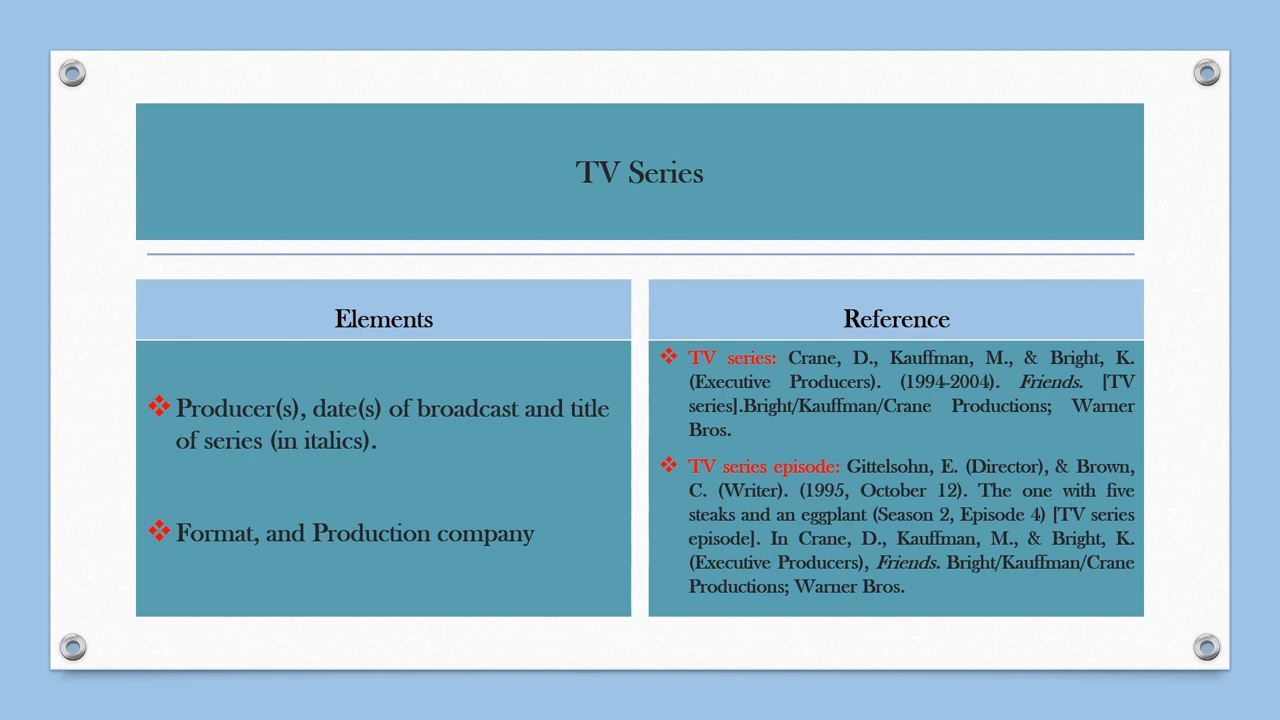 TV Series
Elements
Producer(s), date(s) of broadcast and title
of series (in italics).
Format, and Production company
Reference
TV series: Crane, D., Kauffman, M., & Bright, K.
(Executive Producers). (1994-2004). Friends. [TV
series].Bright/Kauffman/Crane Productions; Warner
Bros.
TV series episode: Gittelsohn, E. (Director), & Brown,
C. (Writer). (1995, October 12). The one with five
steaks and an eggplant (Season 2, Episode 4) [TV series
episode]. In Crane, D., Kauffman, M., & Bright, K.
(Executive Producers), Friends. Bright/Kauffman/Crane
Productions; Warner Bros.